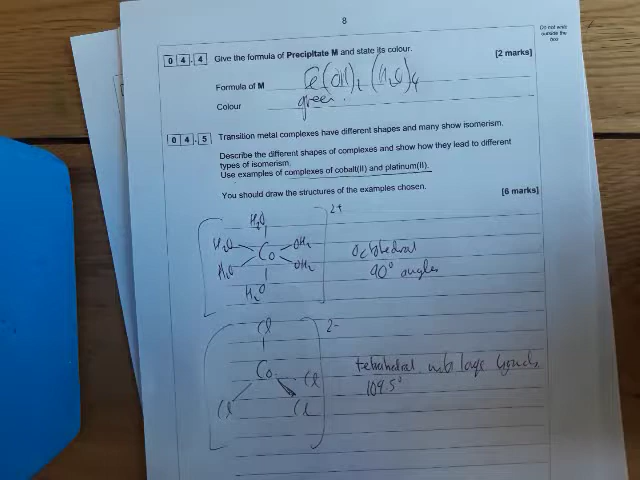 8
Do not write
outside the
box
0 4 . 4 Give the formula of Precipitate M and state its colour.
[2 marks]
Formula of M Fe(OH)2(H2O)4
Colour green.
0 4 . 5 Transition metal complexes have different shapes and many show isomerism.
Describe the different shapes of complexes and show how they lead to different
types of isomerism.
Use examples of complexes of cobalt(II) and platinum(II).
You should draw the structures of the examples chosen.
[6 marks]
2+
H2O
H2O Co OH2
H2O OH2
H2O
octahedral
90° angles
2-
Cl
Co
Cl Cl Cl
tetrahedral large ligands
109.5°